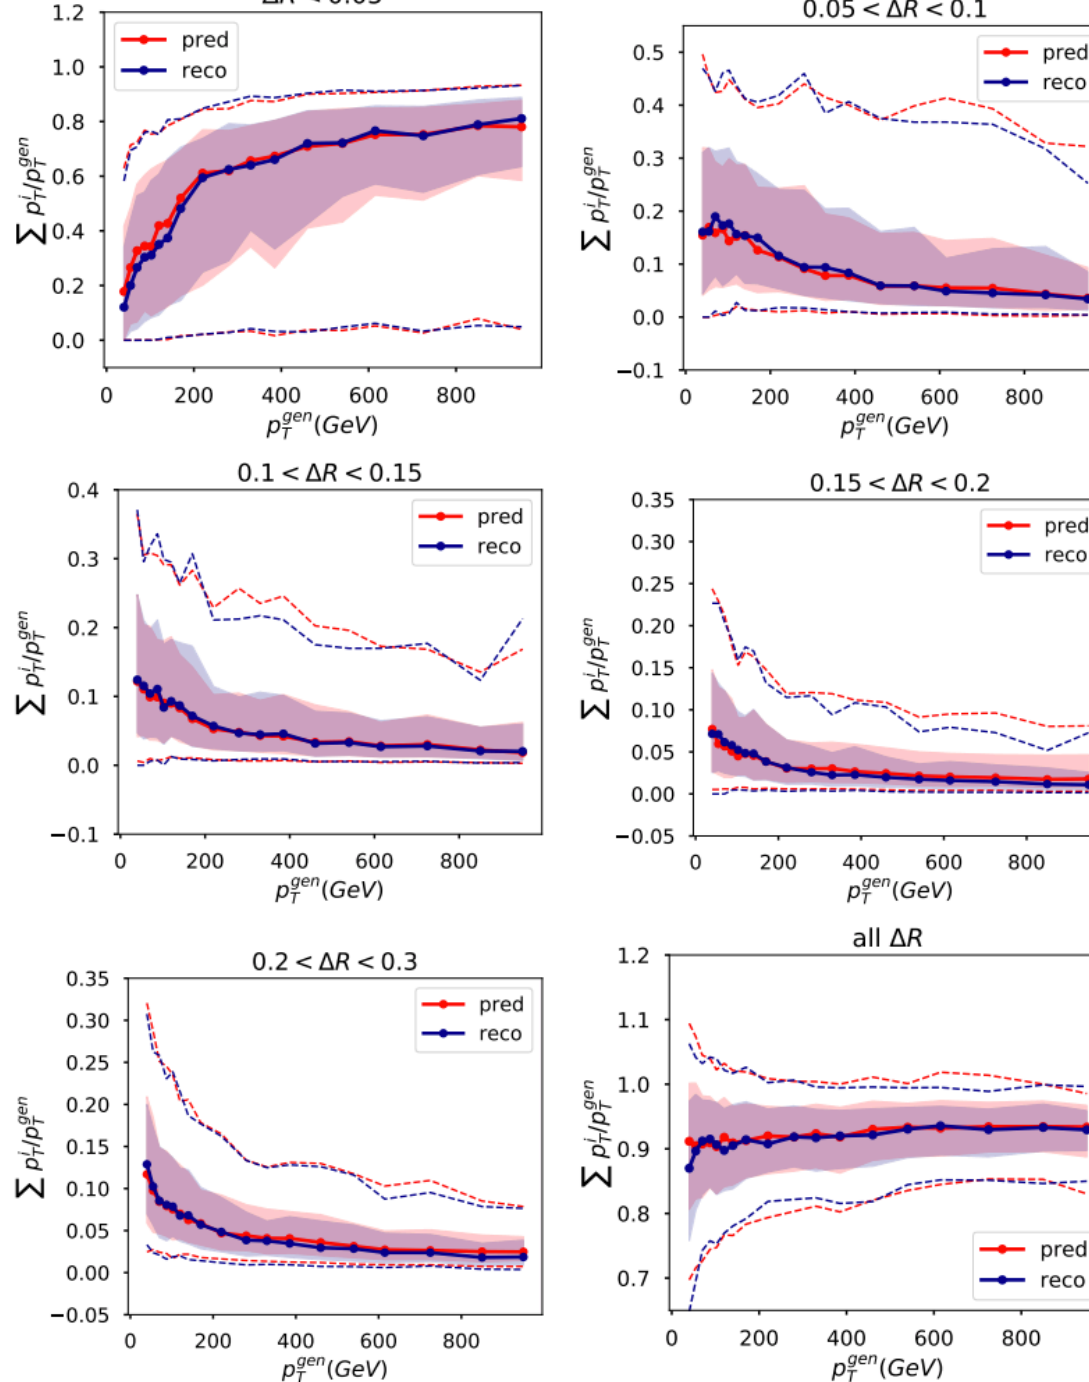 0.05 < ΔR < 0.1
1.2
1.0
0.8
0.6
0.4
0.2
0.0
∑ p_T^i/p_T^gen
pred
reco
0 200 400 600 800
p_T^gen(GeV)
0.5
0.4
0.3
0.2
0.1
0.0
−0.1
∑ p_T^i/p_T^gen
pred
reco
0 200 400 600 800
p_T^gen(GeV)
0.1 < ΔR < 0.15
0.4
0.3
0.2
0.1
0.0
−0.1
∑ p_T^i/p_T^gen
pred
reco
0 200 400 600 800
p_T^gen(GeV)
0.15 < ΔR < 0.2
0.35
0.30
0.25
0.20
0.15
0.10
0.05
0.00
−0.05
∑ p_T^i/p_T^gen
pred
reco
0 200 400 600 800
p_T^gen(GeV)
0.2 < ΔR < 0.3
0.35
0.30
0.25
0.20
0.15
0.10
0.05
0.00
−0.05
∑ p_T^i/p_T^gen
pred
reco
0 200 400 600 800
p_T^gen(GeV)
all ΔR
1.2
1.1
1.0
0.9
0.8
0.7
∑ p_T^i/p_T^gen
pred
reco
0 200 400 600 800
p_T^gen(GeV)